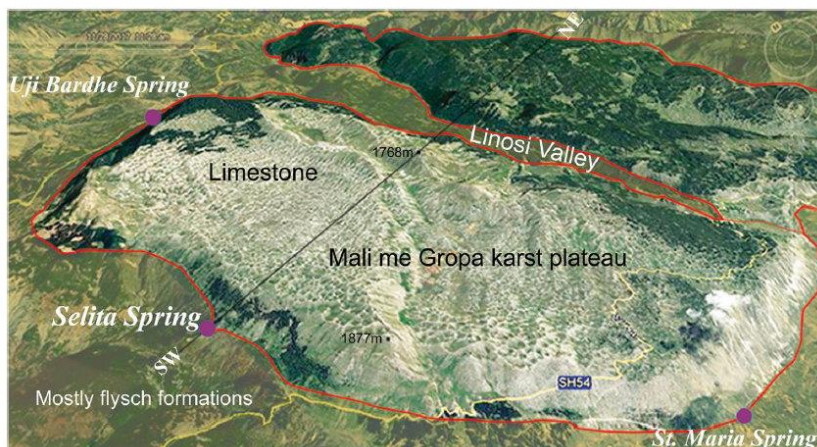 NE
Uji Bardhe Spring
Linosi Valley
1768m
Limestone
Mali me Gropa karst plateau
Selita Spring
1877m
SW
SH54
Mostly flysch formations
St. Maria Spring